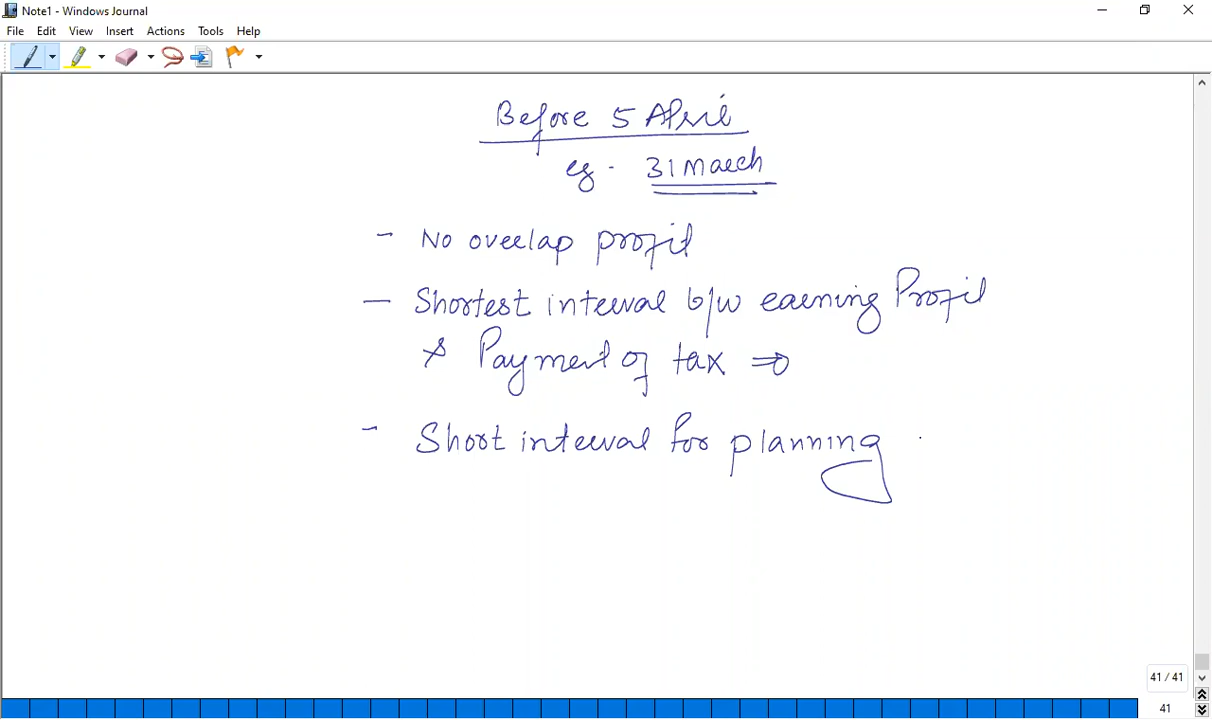 Note1 - Windows Journal
File Edit View Insert Actions Tools Help
Before 5 April
eg - 31 March
- No overlap profit
- Shortest interval b/w earning Profit
& Payment of tax ⇒
- Short interval for planning
41 / 41
41